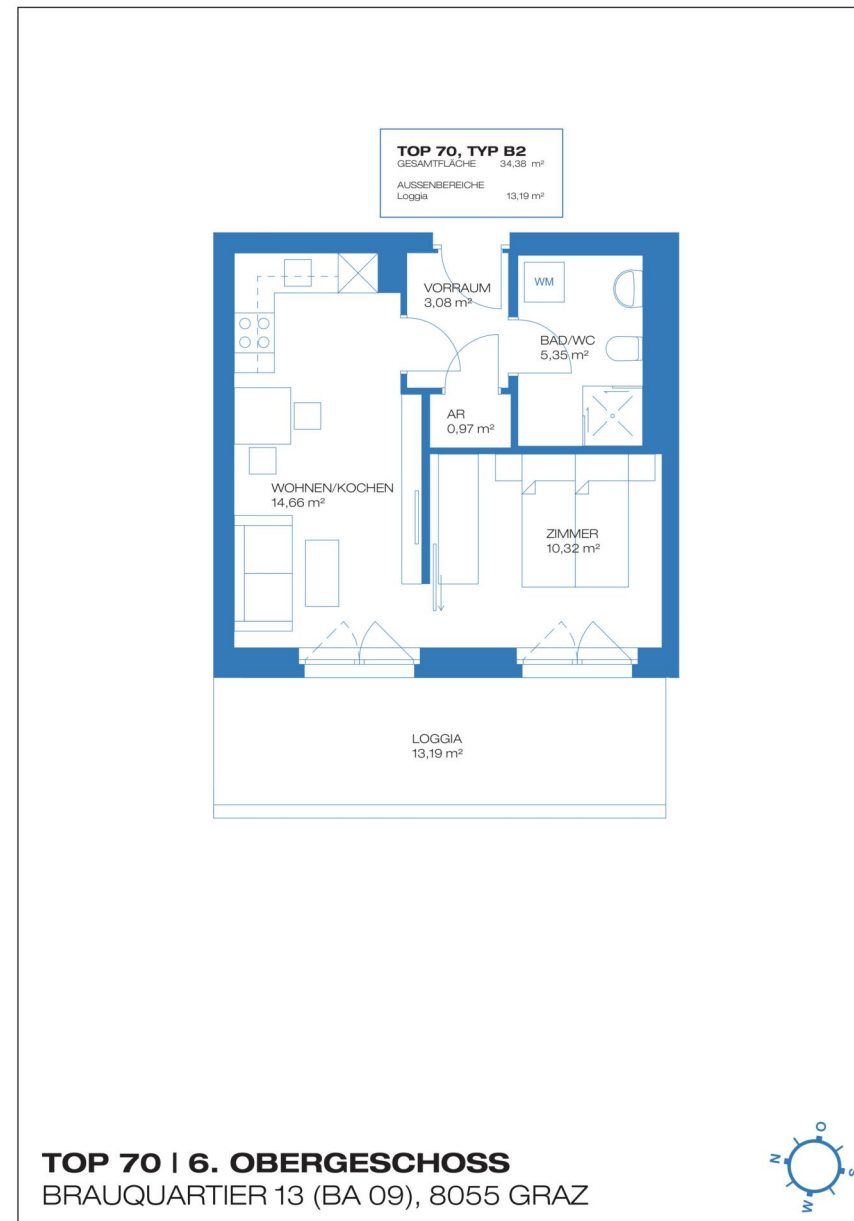 TOP 70, TYP B2
GESAMTFLÄCHE 34,38 m²
AUSSENBEREICHE
Loggia 13,19 m²
VORRAUM
3,08 m²
WM
BAD/WC
5,35 m²
AR
0,97 m²
WOHNEN/KOCHEN
14,66 m²
ZIMMER
10,32 m²
LOGGIA
13,19 m²
TOP 70 | 6. OBERGESCHOSS
BRAUQUARTIER 13 (BA 09), 8055 GRAZ
N
O
S
W